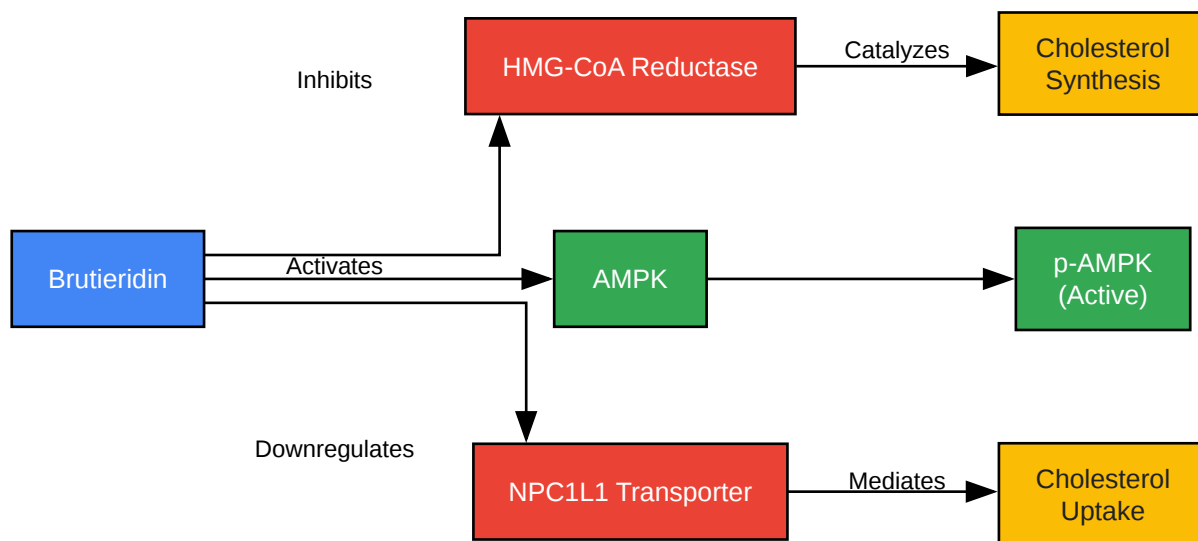 Inhibits
HMG-CoA Reductase
Catalyzes
Cholesterol
Synthesis
Brutieridin
Activates
AMPK
p-AMPK
(Active)
Downregulates
NPC1L1 Transporter
Mediates
Cholesterol
Uptake